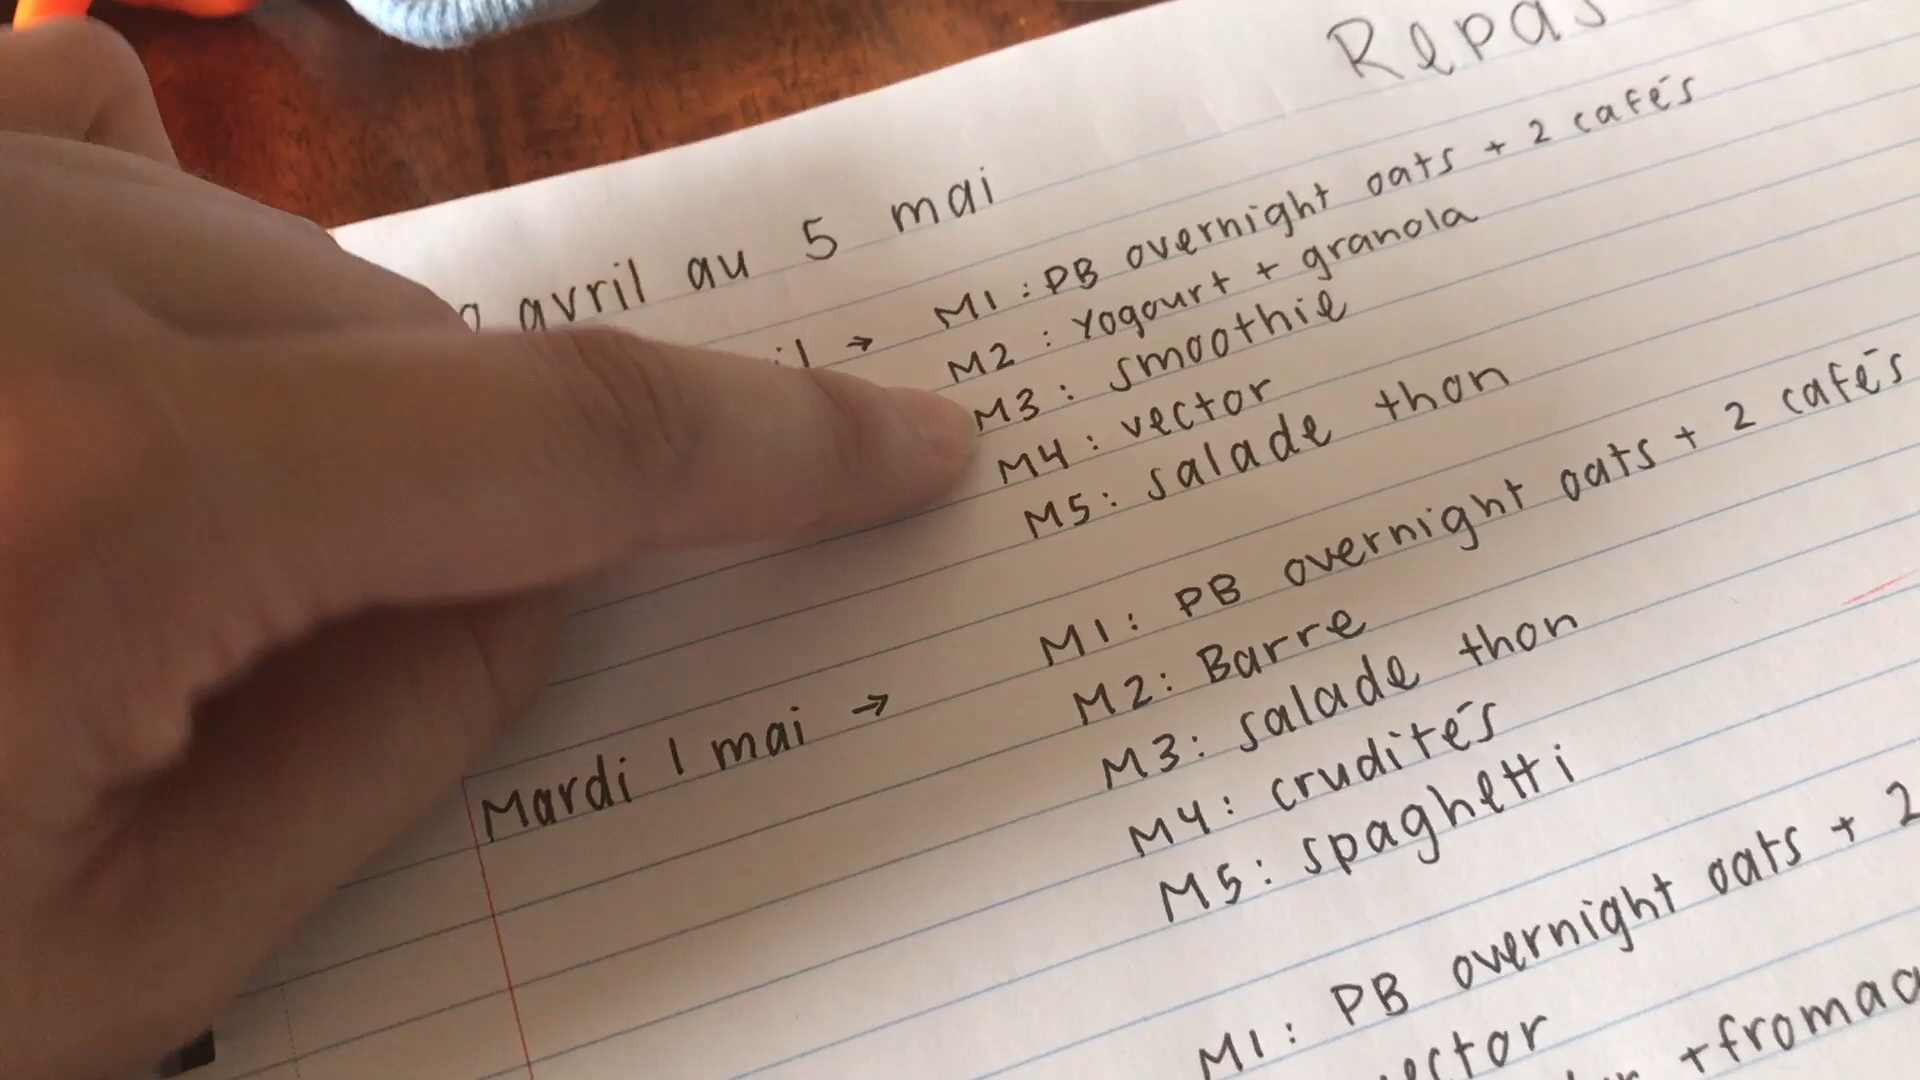 Repas
avril au 5 mai
→ M1 : PB overnight oats + 2 cafés
M2 : Yogourt + granola
M3 : smoothie
M4 : vector
M5 : salade thon
Mardi 1 mai → M1 : PB overnight oats + 2 cafés
M2 : Barre
M3 : salade thon
M4 : crudités
M5 : spaghetti
M1 : PB overnight oats + 2